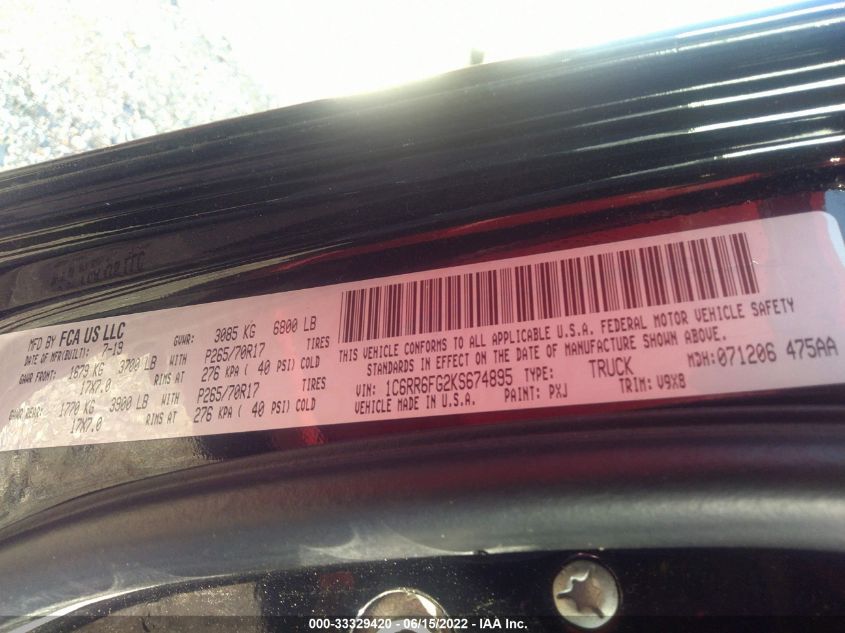 MFD BY FCA US LLC
DATE OF MFR(BUILT): 7-19 GVWR: 3085 KG 6800 LB
GAWR FRONT: 1679 KG 3700 LB WITH P265/70R17 TIRES
17X7.0 RIMS AT 276 KPA ( 40 PSI) COLD
GAWR REAR: 1770 KG 3900 LB WITH P265/70R17 TIRES
17X7.0 RIMS AT 276 KPA ( 40 PSI) COLD
THIS VEHICLE CONFORMS TO ALL APPLICABLE U.S.A. FEDERAL MOTOR VEHICLE SAFETY
STANDARDS IN EFFECT ON THE DATE OF MANUFACTURE SHOWN ABOVE.
VIN: 1C6RR6FG2KS674895 TYPE: TRUCK MDH: 071206 475AA
VEHICLE MADE IN U.S.A. PAINT: PXJ TRIM: V9X8
000-33329420 - 06/15/2022 - IAA Inc.